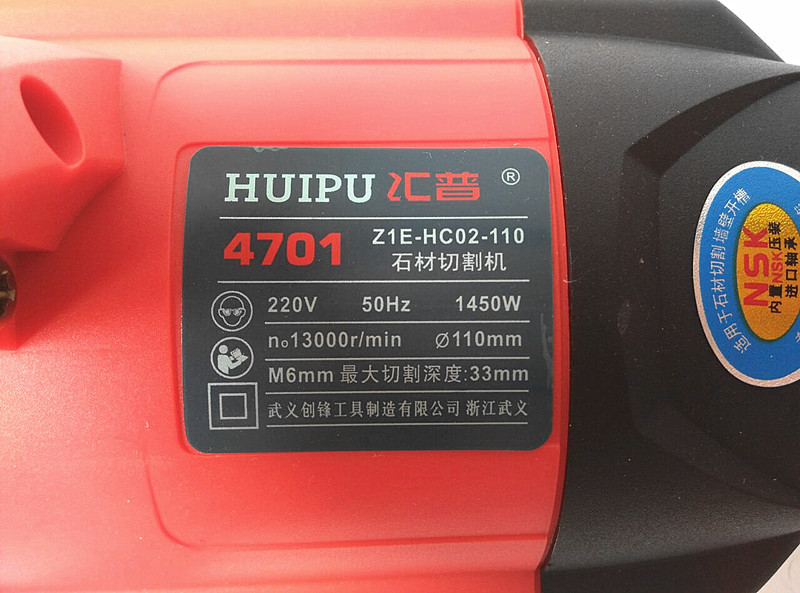 HUIPU 汇普 ®
4701 Z1E-HC02-110
石材切割机
220V 50Hz 1450W
n₀13000r/min Ø110mm
M6mm 最大切割深度:33mm
武义创锋工具制造有限公司 浙江武义
适用于石材切割墙壁开槽
NSK
内置NSK压装
进口轴承